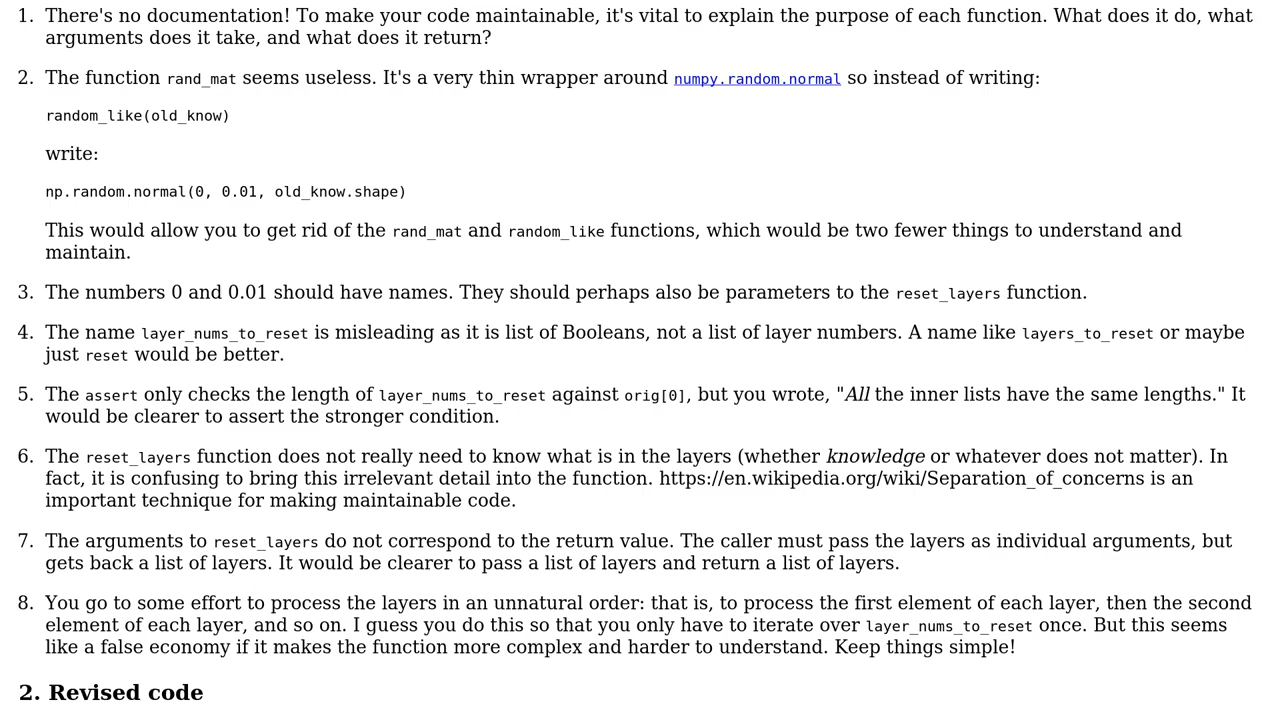 1. There's no documentation! To make your code maintainable, it's vital to explain the purpose of each function. What does it do, what
arguments does it take, and what does it return?
2. The function rand_mat seems useless. It's a very thin wrapper around numpy.random.normal so instead of writing:
random_like(old_know)
write:
np.random.normal(0, 0.01, old_know.shape)
This would allow you to get rid of the rand_mat and random_like functions, which would be two fewer things to understand and
maintain.
3. The numbers 0 and 0.01 should have names. They should perhaps also be parameters to the reset_layers function.
4. The name layer_nums_to_reset is misleading as it is list of Booleans, not a list of layer numbers. A name like layers_to_reset or maybe
just reset would be better.
5. The assert only checks the length of layer_nums_to_reset against orig[0], but you wrote, "All the inner lists have the same lengths." It
would be clearer to assert the stronger condition.
6. The reset_layers function does not really need to know what is in the layers (whether knowledge or whatever does not matter). In
fact, it is confusing to bring this irrelevant detail into the function. https://en.wikipedia.org/wiki/Separation_of_concerns is an
important technique for making maintainable code.
7. The arguments to reset_layers do not correspond to the return value. The caller must pass the layers as individual arguments, but
gets back a list of layers. It would be clearer to pass a list of layers and return a list of layers.
8. You go to some effort to process the layers in an unnatural order: that is, to process the first element of each layer, then the second
element of each layer, and so on. I guess you do this so that you only have to iterate over layer_nums_to_reset once. But this seems
like a false economy if it makes the function more complex and harder to understand. Keep things simple!
2. Revised code